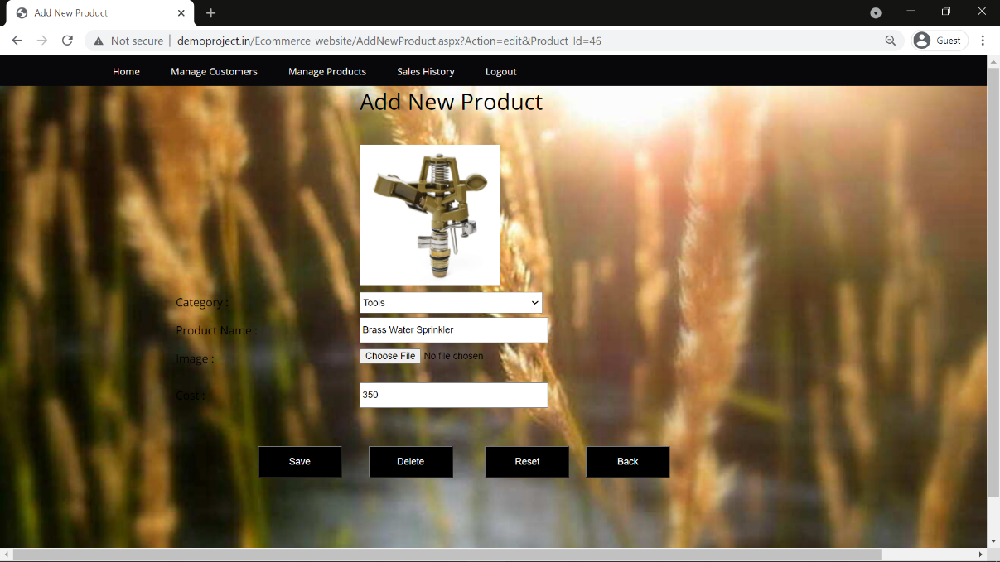 Add New Product
Not secure demoproject.in/Ecommerce_website/AddNewProduct.aspx?Action=edit&Product_Id=46 Guest
Home Manage Customers Manage Products Sales History Logout
Add New Product
Category : Tools
Product Name : Brass Water Sprinkler
Image : Choose File No file chosen
Cost : 350
Save Delete Reset Back